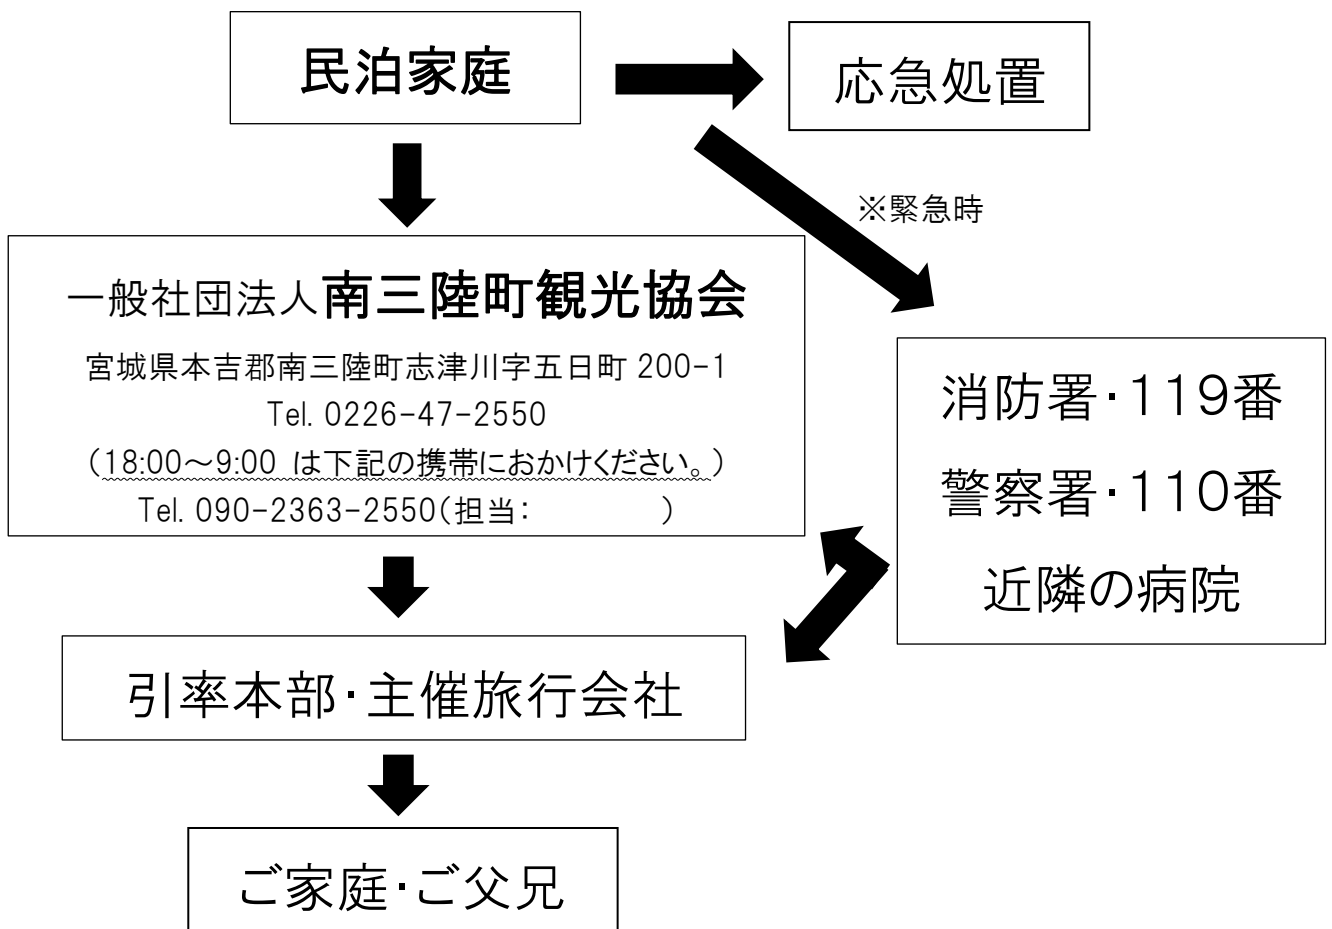 民泊家庭
応急処置
※緊急時
一般社団法人南三陸町観光協会
宮城県本吉郡南三陸町志津川字五日町 200-1
Tel. 0226-47-2550
（18:00～9:00 は下記の携帯におかけください。）
Tel. 090-2363-2550(担当：　　　　)
消防署・119番
警察署・110番
近隣の病院
引率本部・主催旅行会社
ご家庭・ご父兄